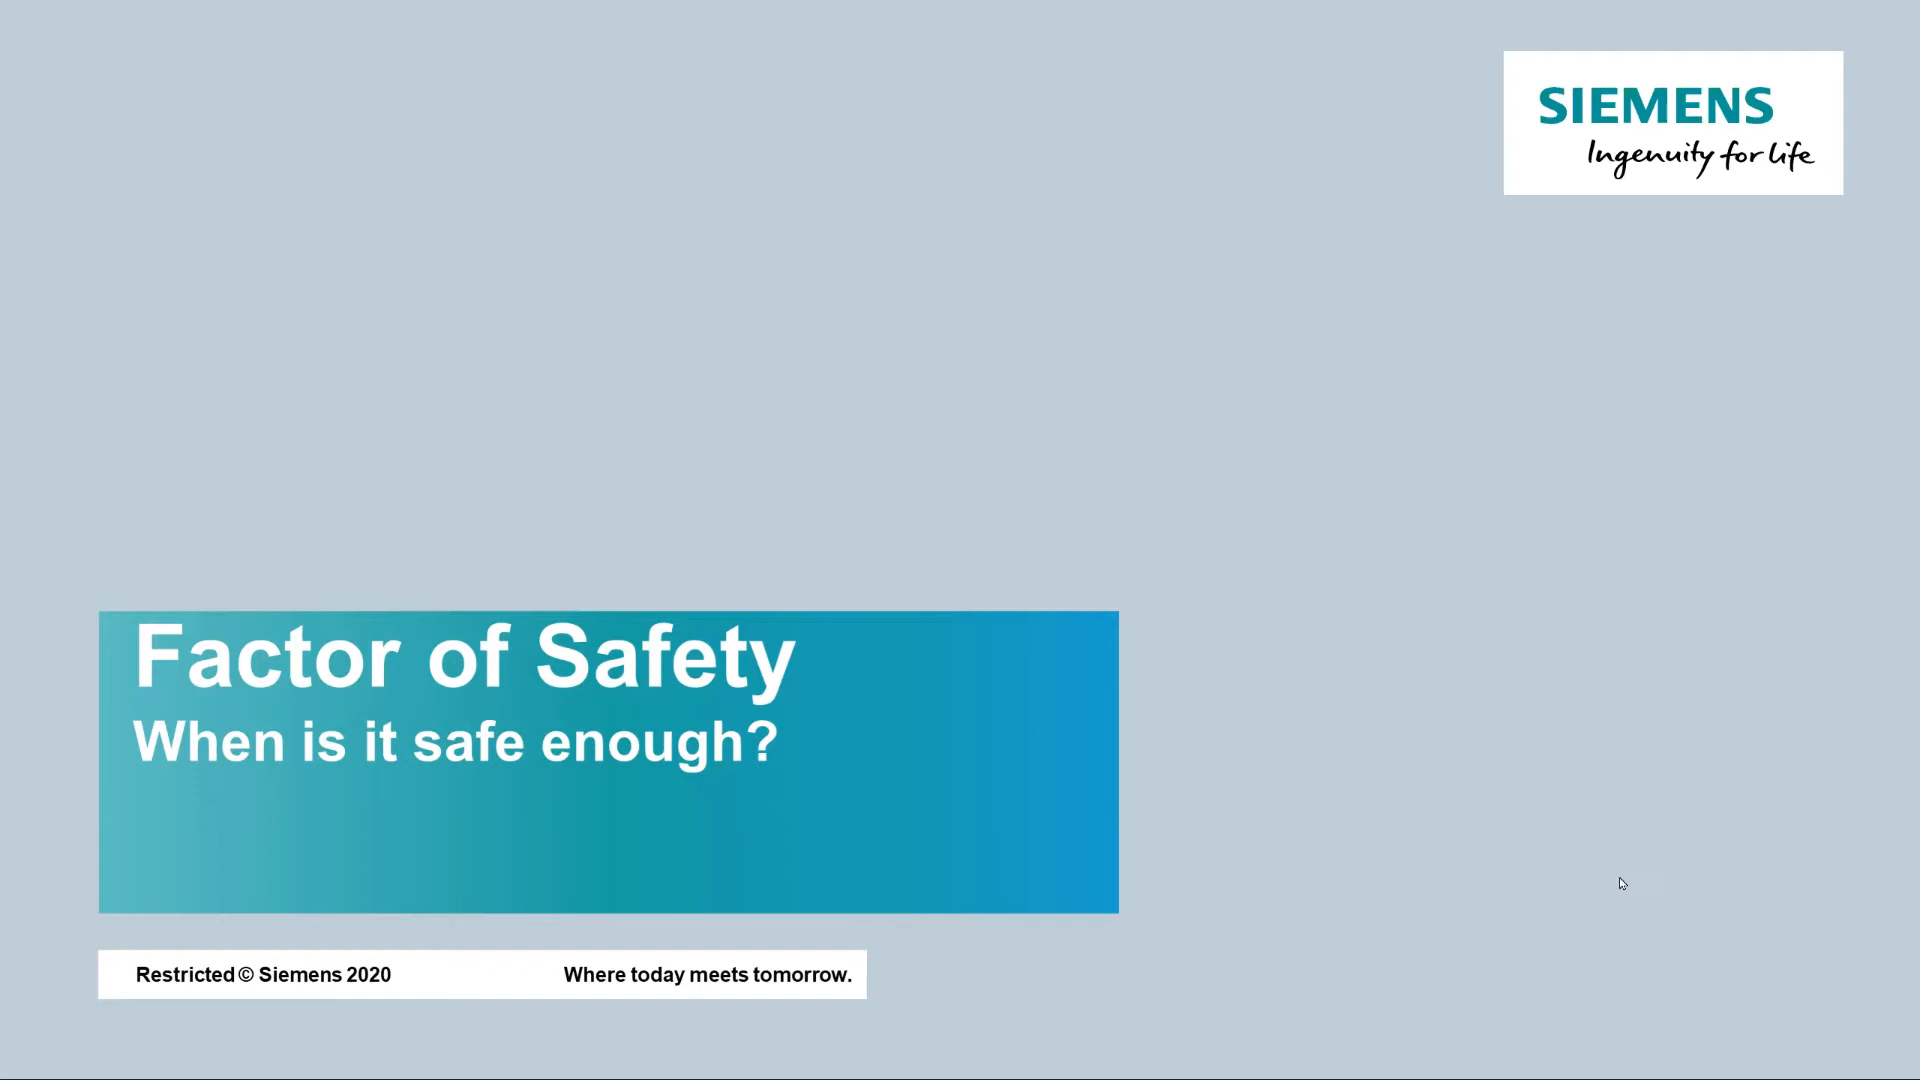 SIEMENS
Ingenuity for life
Factor of Safety
When is it safe enough?
Restricted © Siemens 2020
Where today meets tomorrow.